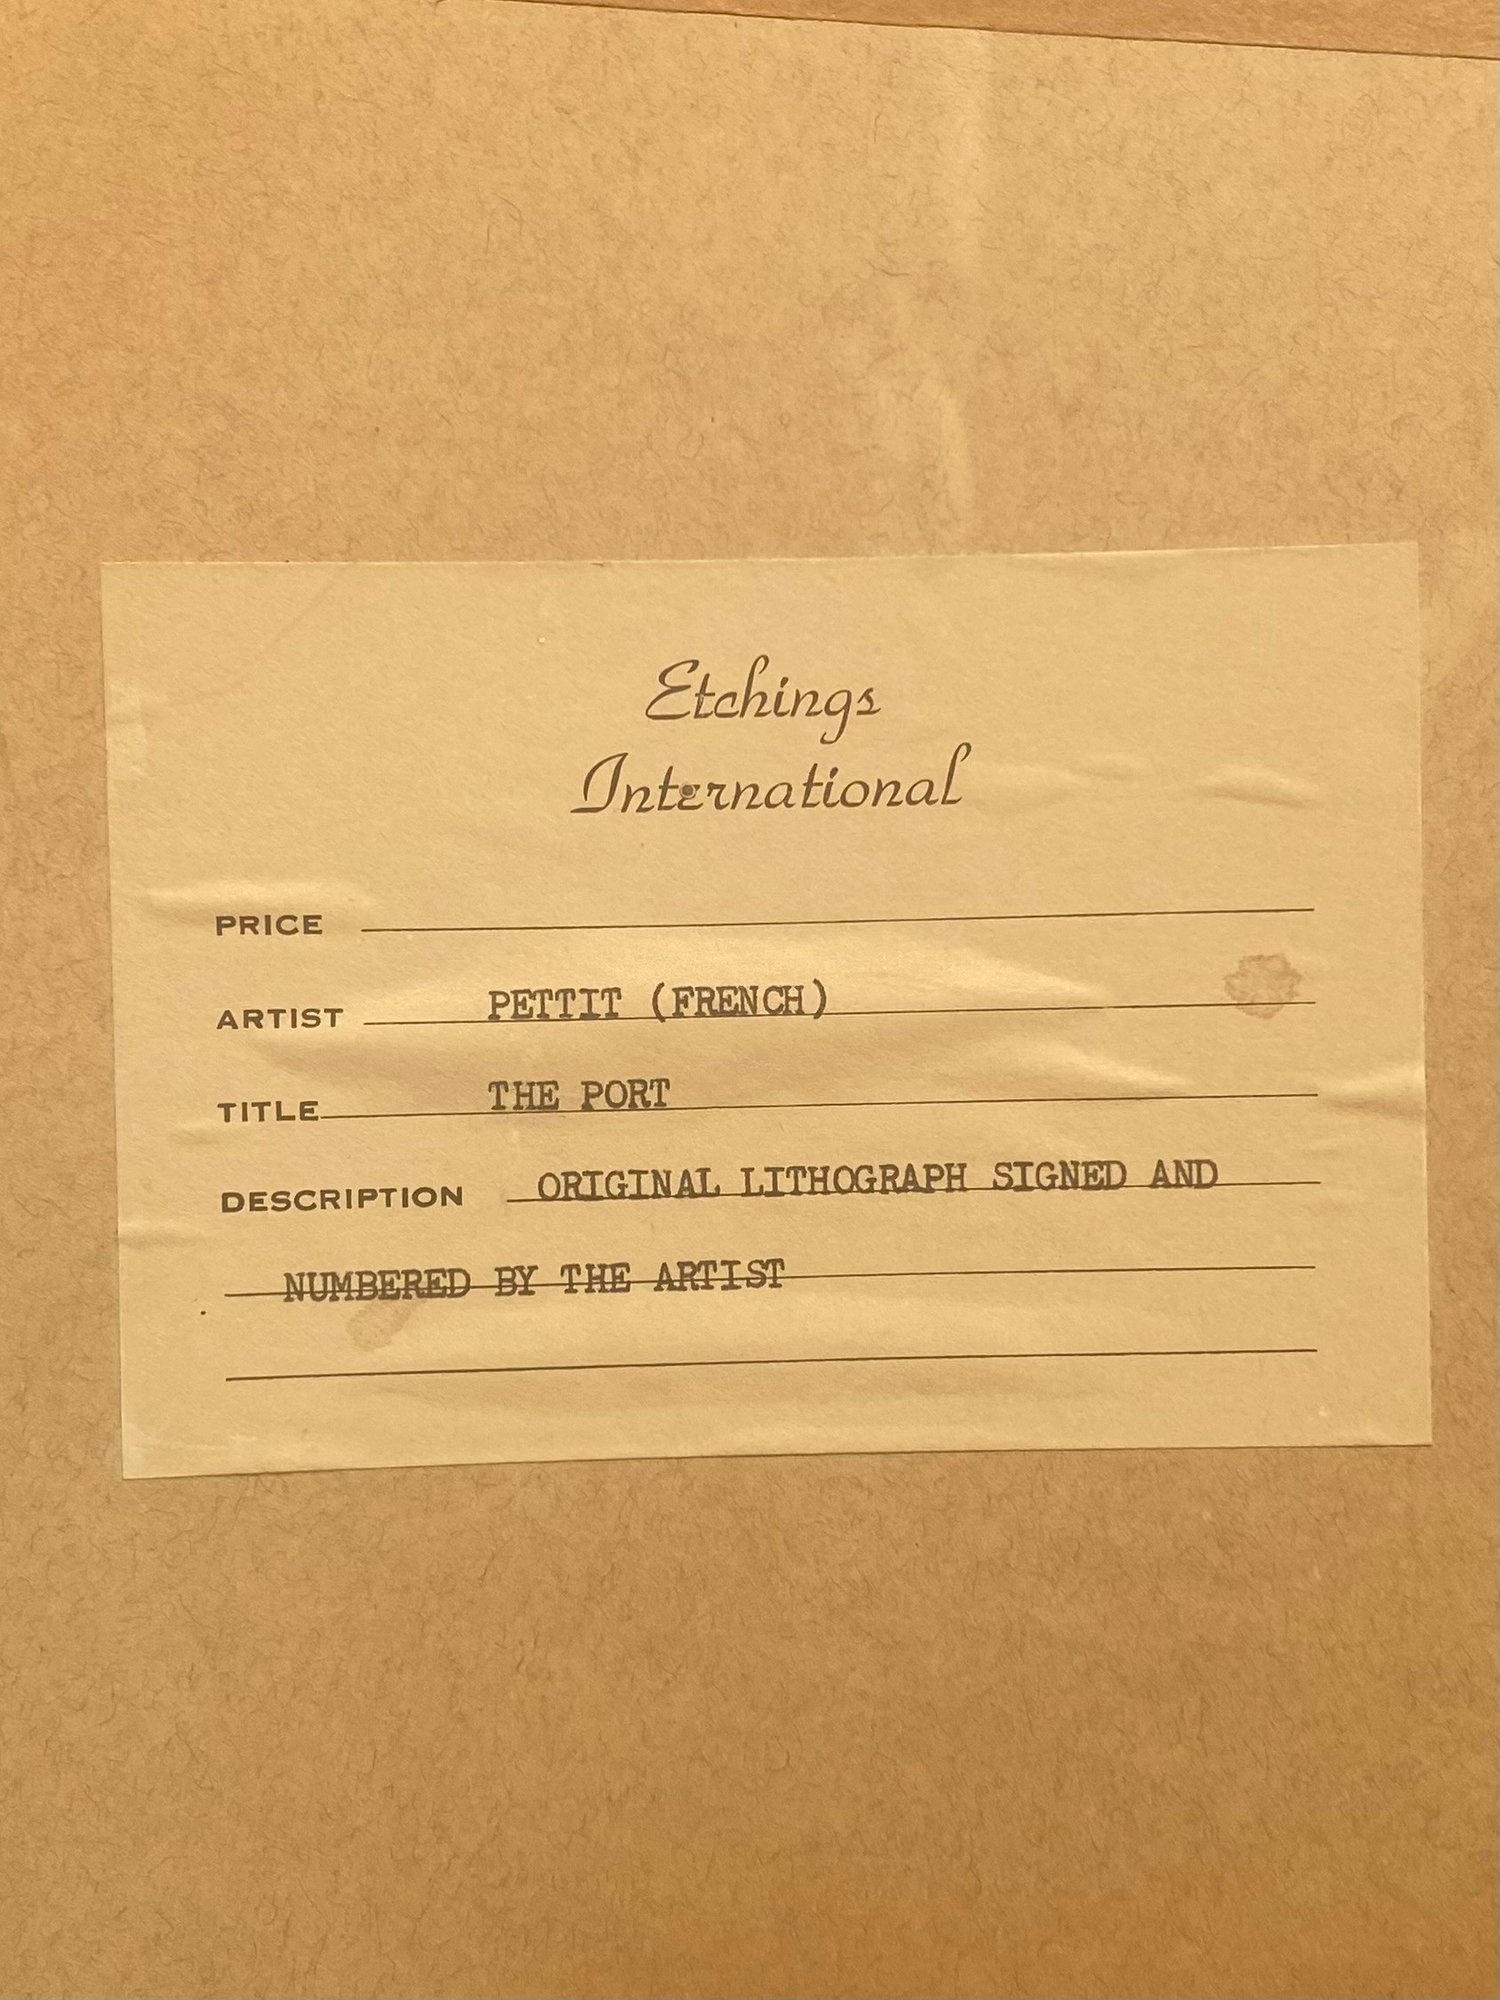 Etchings
International
PRICE
ARTIST PETTIT (FRENCH)
TITLE THE PORT
DESCRIPTION ORIGINAL LITHOGRAPH SIGNED AND
NUMBERED BY THE ARTIST